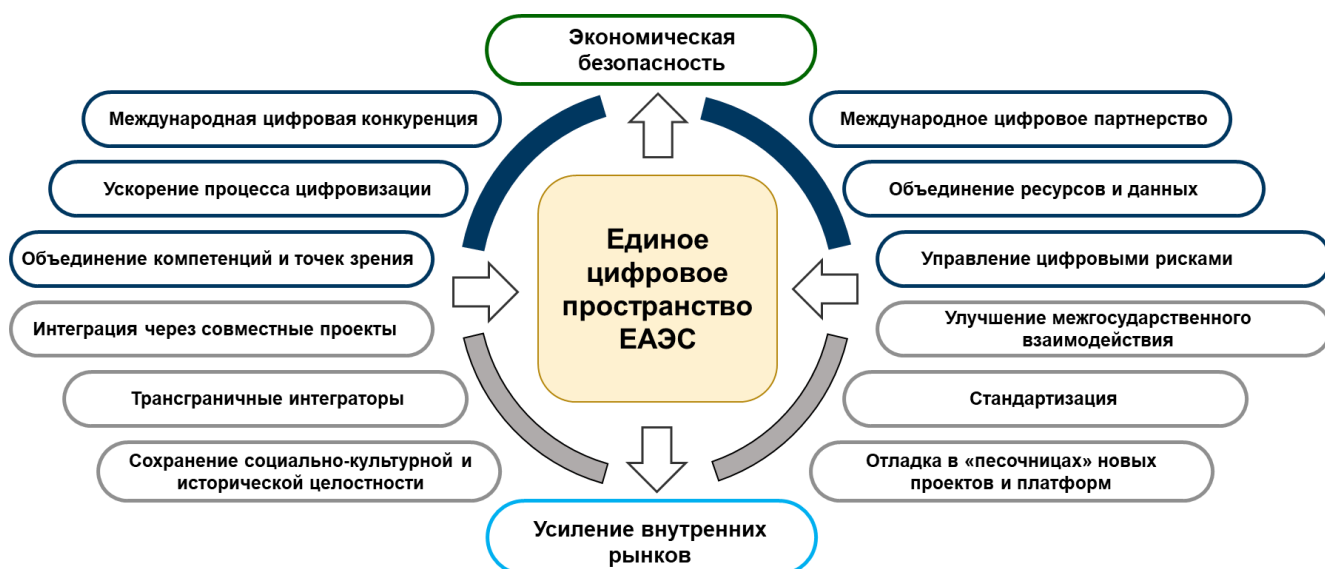 Экономическая
безопасность
Международная цифровая конкуренция
Международное цифровое партнерство
Ускорение процесса цифровизации
Объединение ресурсов и данных
Объединение компетенций и точек зрения
Управление цифровыми рисками
Единое
цифровое
пространство
ЕАЭС
Интеграция через совместные проекты
Улучшение межгосударственного
взаимодействия
Трансграничные интеграторы
Стандартизация
Сохранение социально-культурной и
исторической целостности
Отладка в «песочницах» новых
проектов и платформ
Усиление внутренних
рынков